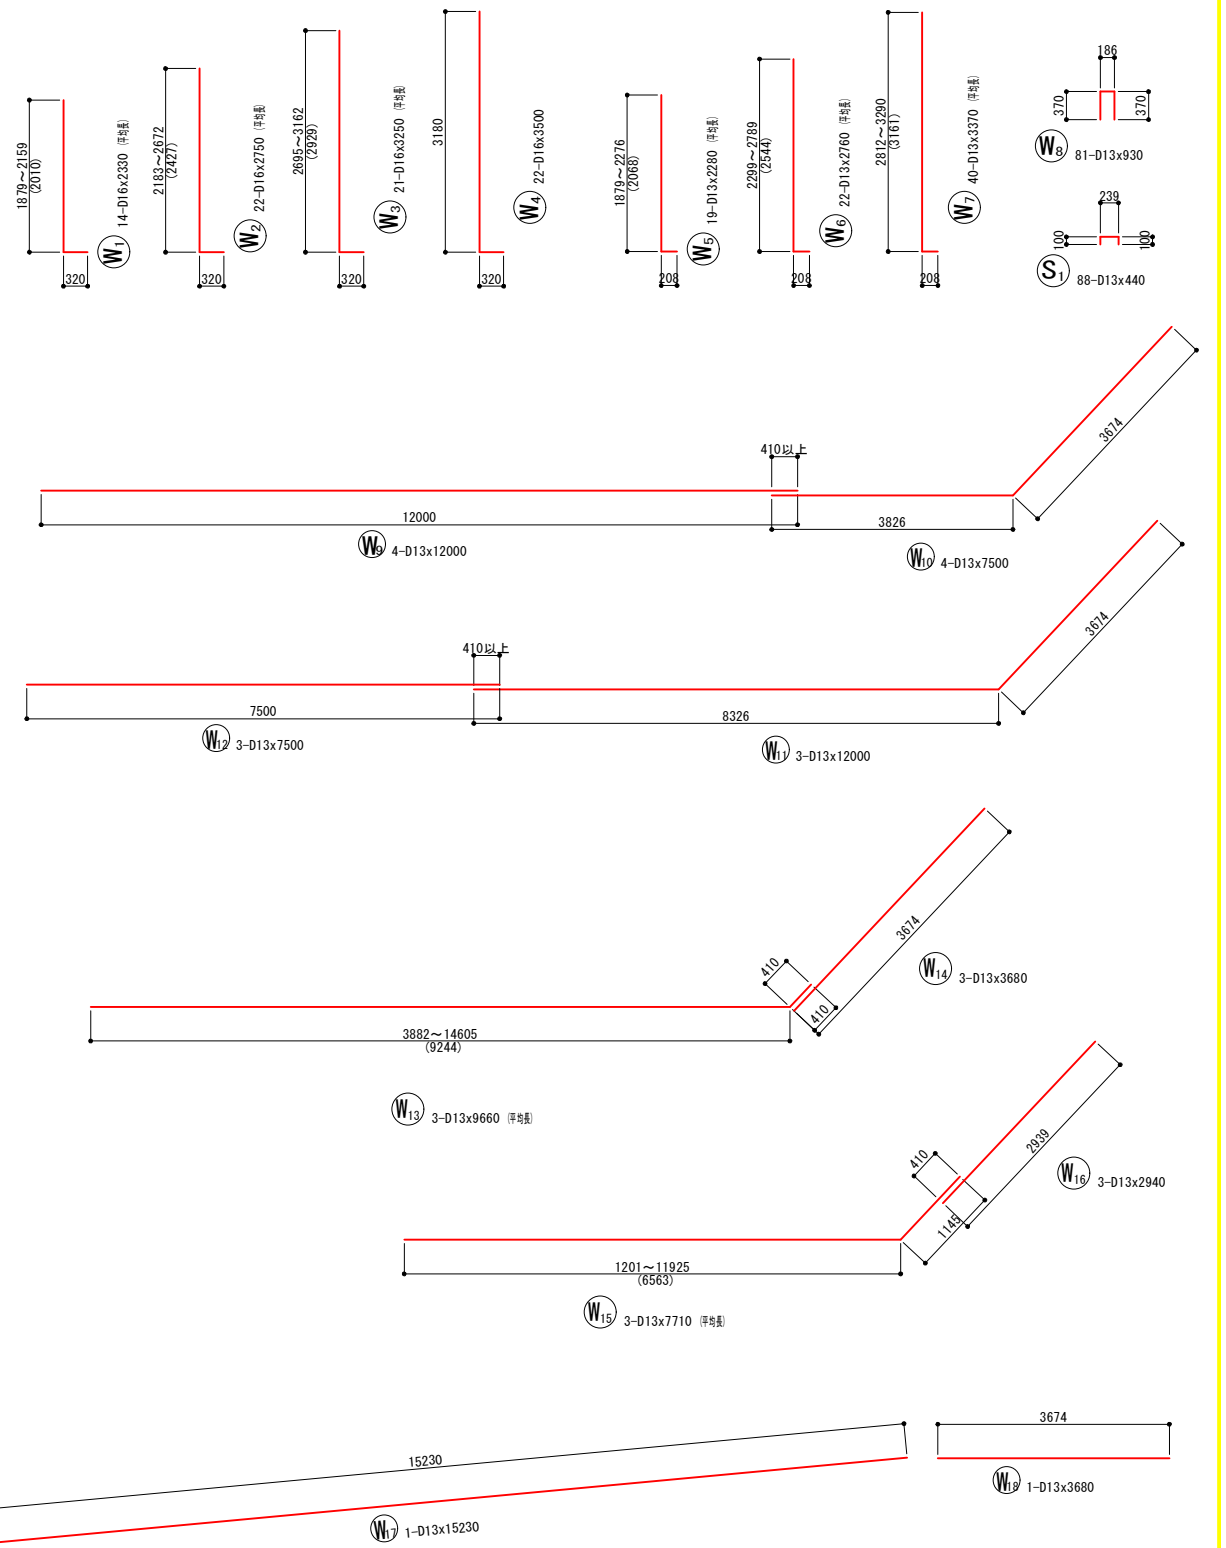 1879～2159
(2010)
320
W1
14-D16x2330 (平均長)
2183～2672
(2427)
320
W2
22-D16x2750 (平均長)
2695～3162
(2929)
320
W3
21-D16x3250 (平均長)
3180
320
W4
22-D16x3500
1879～2276
(2068)
208
W5
19-D13x2280 (平均長)
2299～2789
(2544)
208
W6
22-D13x2760 (平均長)
2812～3290
(3161)
208
W7
40-D13x3370 (平均長)
186
370
370
W8 81-D13x930
239
100
100
S1 88-D13x440
410以上
12000
3826
3674
W9 4-D13x12000
W10 4-D13x7500
410以上
7500
8326
3674
W12 3-D13x7500
W11 3-D13x12000
3674
410
410
3882～14605
(9244)
W14 3-D13x3680
W13 3-D13x9660 (平均長)
2939
410
1145
1201～11925
(6563)
W16 3-D13x2940
W15 3-D13x7710 (平均長)
15230
3674
W17 1-D13x15230
W18 1-D13x3680